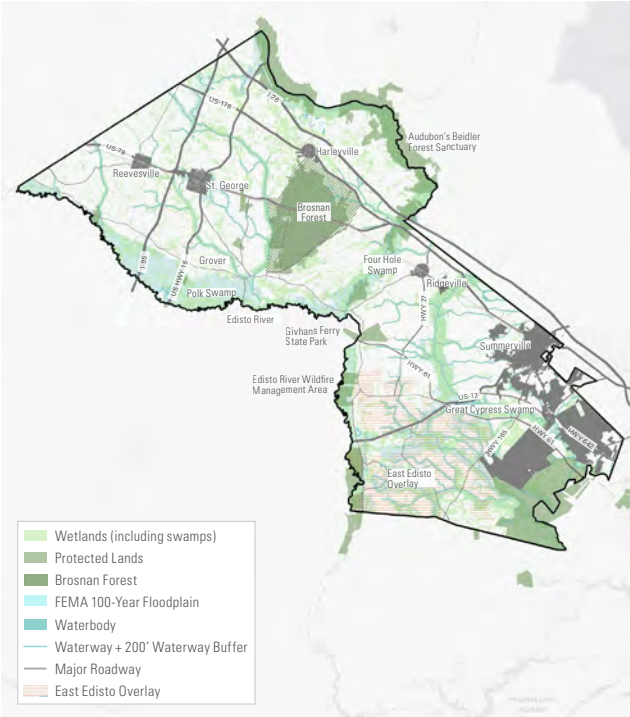 I-26
US-178
Audubon's Beidler
Forest Sanctuary
US-78
Harleyville
Reevesville
St. George
Brosnan
Forest
Grover
Four Hole
Swamp
I-95
US HWY 15
Polk Swamp
Ridgeville
Edisto River
HWY 27
Givhans Ferry
State Park
Summerville
HWY-61
Edisto River Wildfire
Management Area
US-17
Great Cypress Swamp
HWY-165
HWY-61
HWY-642
East Edisto
Overlay
Wetlands (including swamps)
Protected Lands
Brosnan Forest
FEMA 100-Year Floodplain
Waterbody
Waterway + 200' Waterway Buffer
Major Roadway
East Edisto Overlay